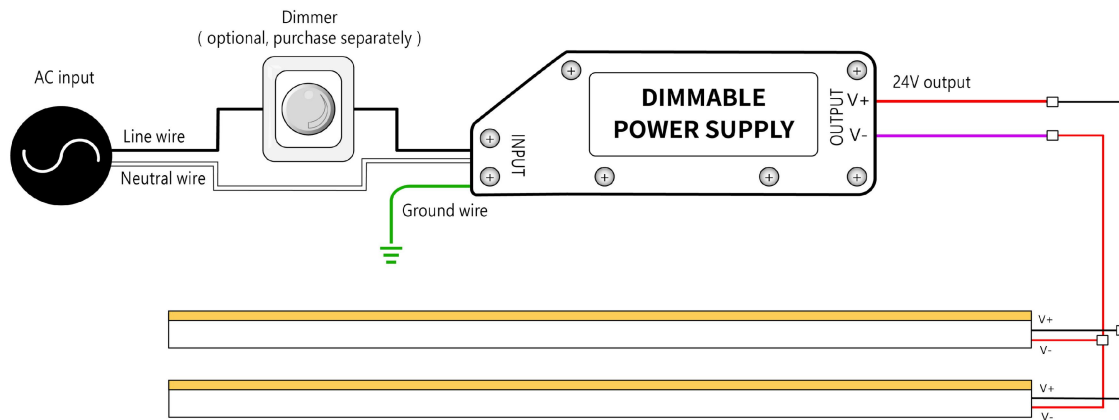 Dimmer
( optional, purchase separately )
AC input
Line wire
Neutral wire
INPUT
Ground wire
DIMMABLE
POWER SUPPLY
OUTPUT
V+
V-
24V output
V+
V-
V+
V-